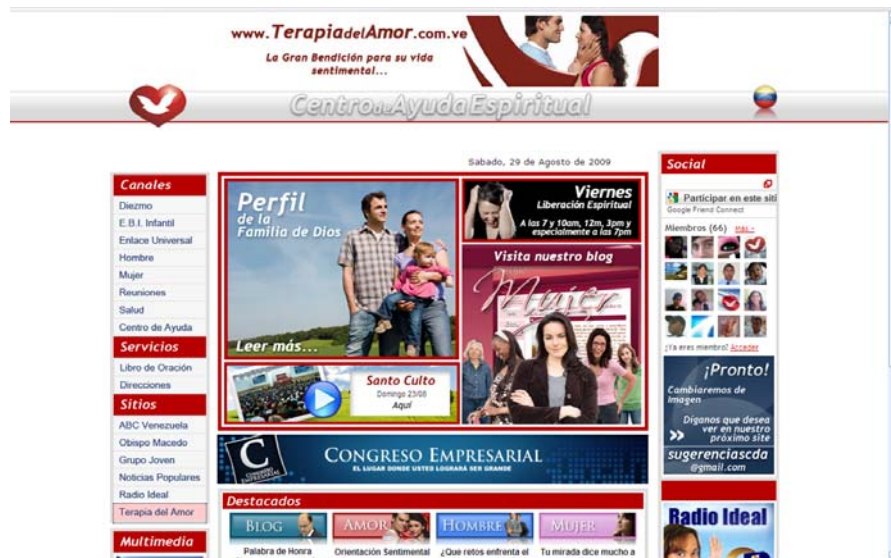 www.TerapiadelAmor.com.ve
La Gran Bendición para su vida
sentimental...
Centro de Ayuda Espiritual
Sabado, 29 de Agosto de 2009
Canales
Diezmo
E.B.I. Infantil
Enlace Universal
Hombre
Mujer
Reuniones
Salud
Centro de Ayuda
Servicios
Libro de Oración
Direcciones
Sitios
ABC Venezuela
Obispo Macedo
Grupo Joven
Noticias Populares
Radio Ideal
Terapia del Amor
Multimedia
Perfil
de la
Familia de Dios
Leer más...
Viernes
Liberación Espiritual
A las 7 y 10am, 12m, 3pm y
especialmente a las 7pm
Visita nuestro blog
Mujer
Santo Culto
Domingo 23/08
Aquí
CONGRESO EMPRESARIAL
EL LUGAR DONDE USTED LOGRARÁ SER GRANDE
Destacados
BLOG
AMOR
HOMBRE
MUJER
Palabra de Honra
Orientación Sentimental
¿Que retos enfrenta el
Tu mirada dice mucho a
Social
Participar en este siti
Google Friend Connect
Miembros (66) más »
¿Ya eres miembro? Acceder
¡Pronto!
Cambiaremos de
Imagen
Díganos que desea
ver en nuestro
próximo site
sugerenciascda
@gmail.com
Radio Ideal